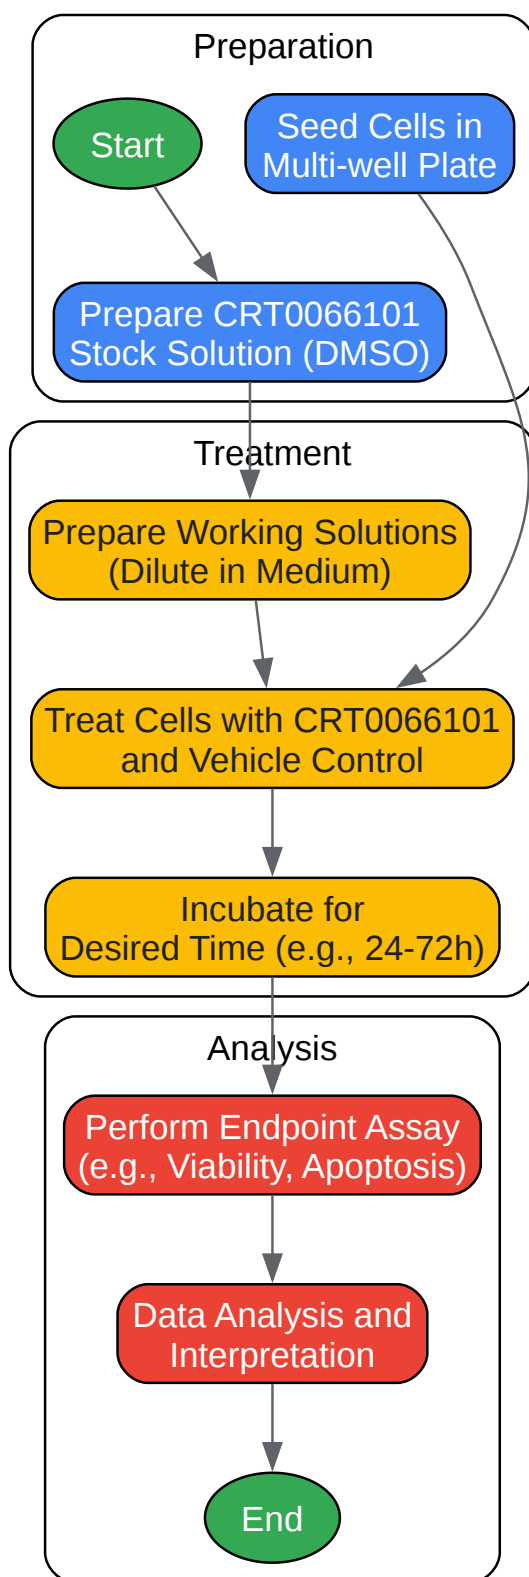 Preparation
Start
Seed Cells in
Multi-well Plate
Prepare CRT0066101
Stock Solution (DMSO)
Treatment
Prepare Working Solutions
(Dilute in Medium)
Treat Cells with CRT0066101
and Vehicle Control
Incubate for
Desired Time (e.g., 24-72h)
Analysis
Perform Endpoint Assay
(e.g., Viability, Apoptosis)
Data Analysis and
Interpretation
End